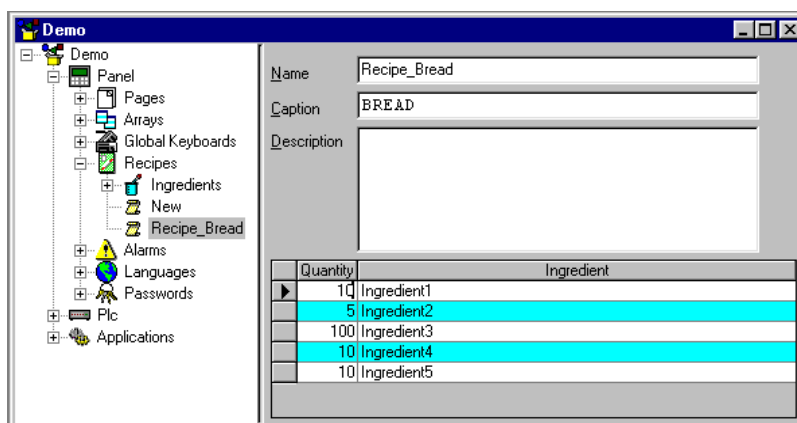 Demo
Demo
Panel
Pages
Arrays
Global Keyboards
Recipes
Ingredients
New
Recipe_Bread
Alarms
Languages
Passwords
Plc
Applications
Name Recipe_Bread
Caption BREAD
Description
Quantity Ingredient
10 Ingredient1
5 Ingredient2
100 Ingredient3
10 Ingredient4
10 Ingredient5